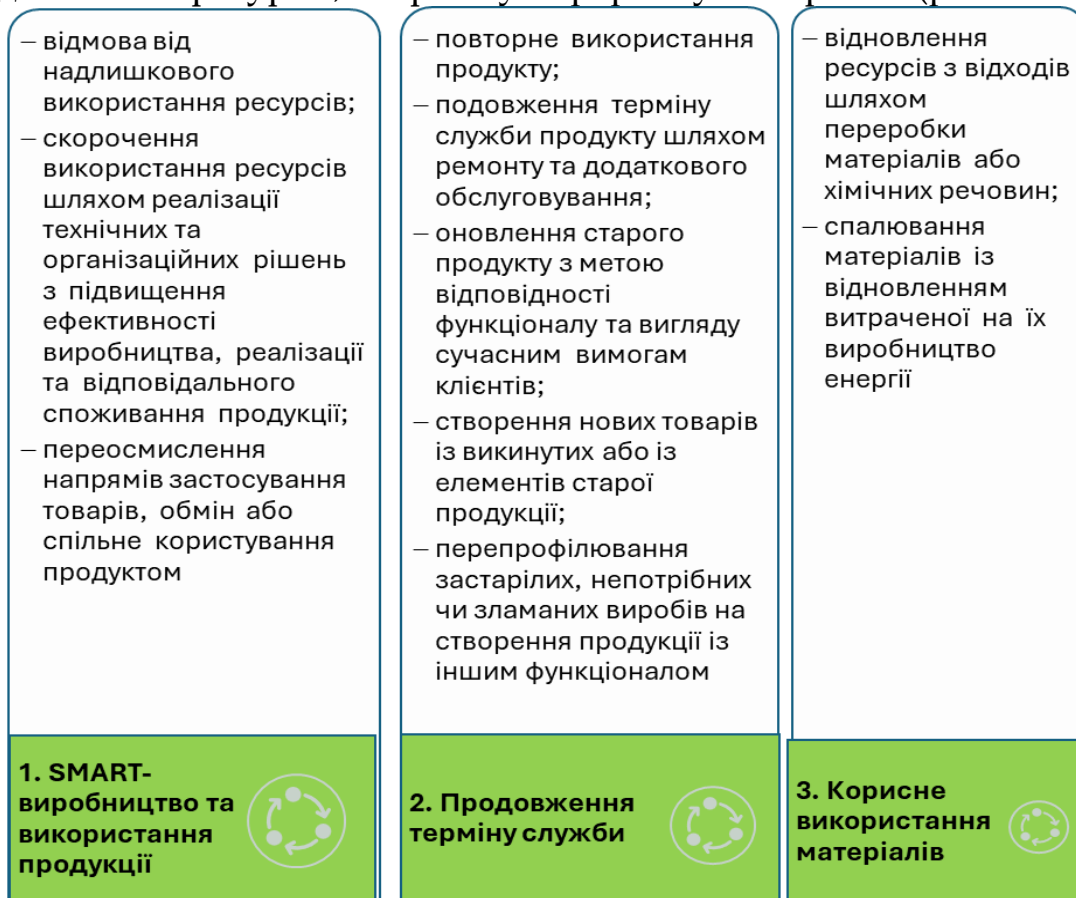 – відмова від
надлишкового
використання ресурсів;
– скорочення
використання ресурсів
шляхом реалізації
технічних та
організаційних рішень
з підвищення
ефективності
виробництва, реалізації
та відповідального
споживання продукції;
– переосмислення
напрямів застосування
товарів, обмін або
спільне користування
продуктом
1. SMART-
виробництво та
використання
продукції
– повторне використання
продукту;
– подовження терміну
служби продукту шляхом
ремонту та додаткового
обслуговування;
– оновлення старого
продукту з метою
відповідності
функціоналу та вигляду
сучасним вимогам
клієнтів;
– створення нових товарів
із викинутих або із
елементів старої
продукції;
– перепрофілювання
застарілих, непотрібних
чи зламаних виробів на
створення продукції із
іншим функціоналом
2. Продовження
терміну служби
– відновлення
ресурсів з відходів
шляхом
переробки
матеріалів або
хімічних речовин;
– спалювання
матеріалів із
відновленням
витраченої на їх
виробництво
енергії
3. Корисне
використання
матеріалів